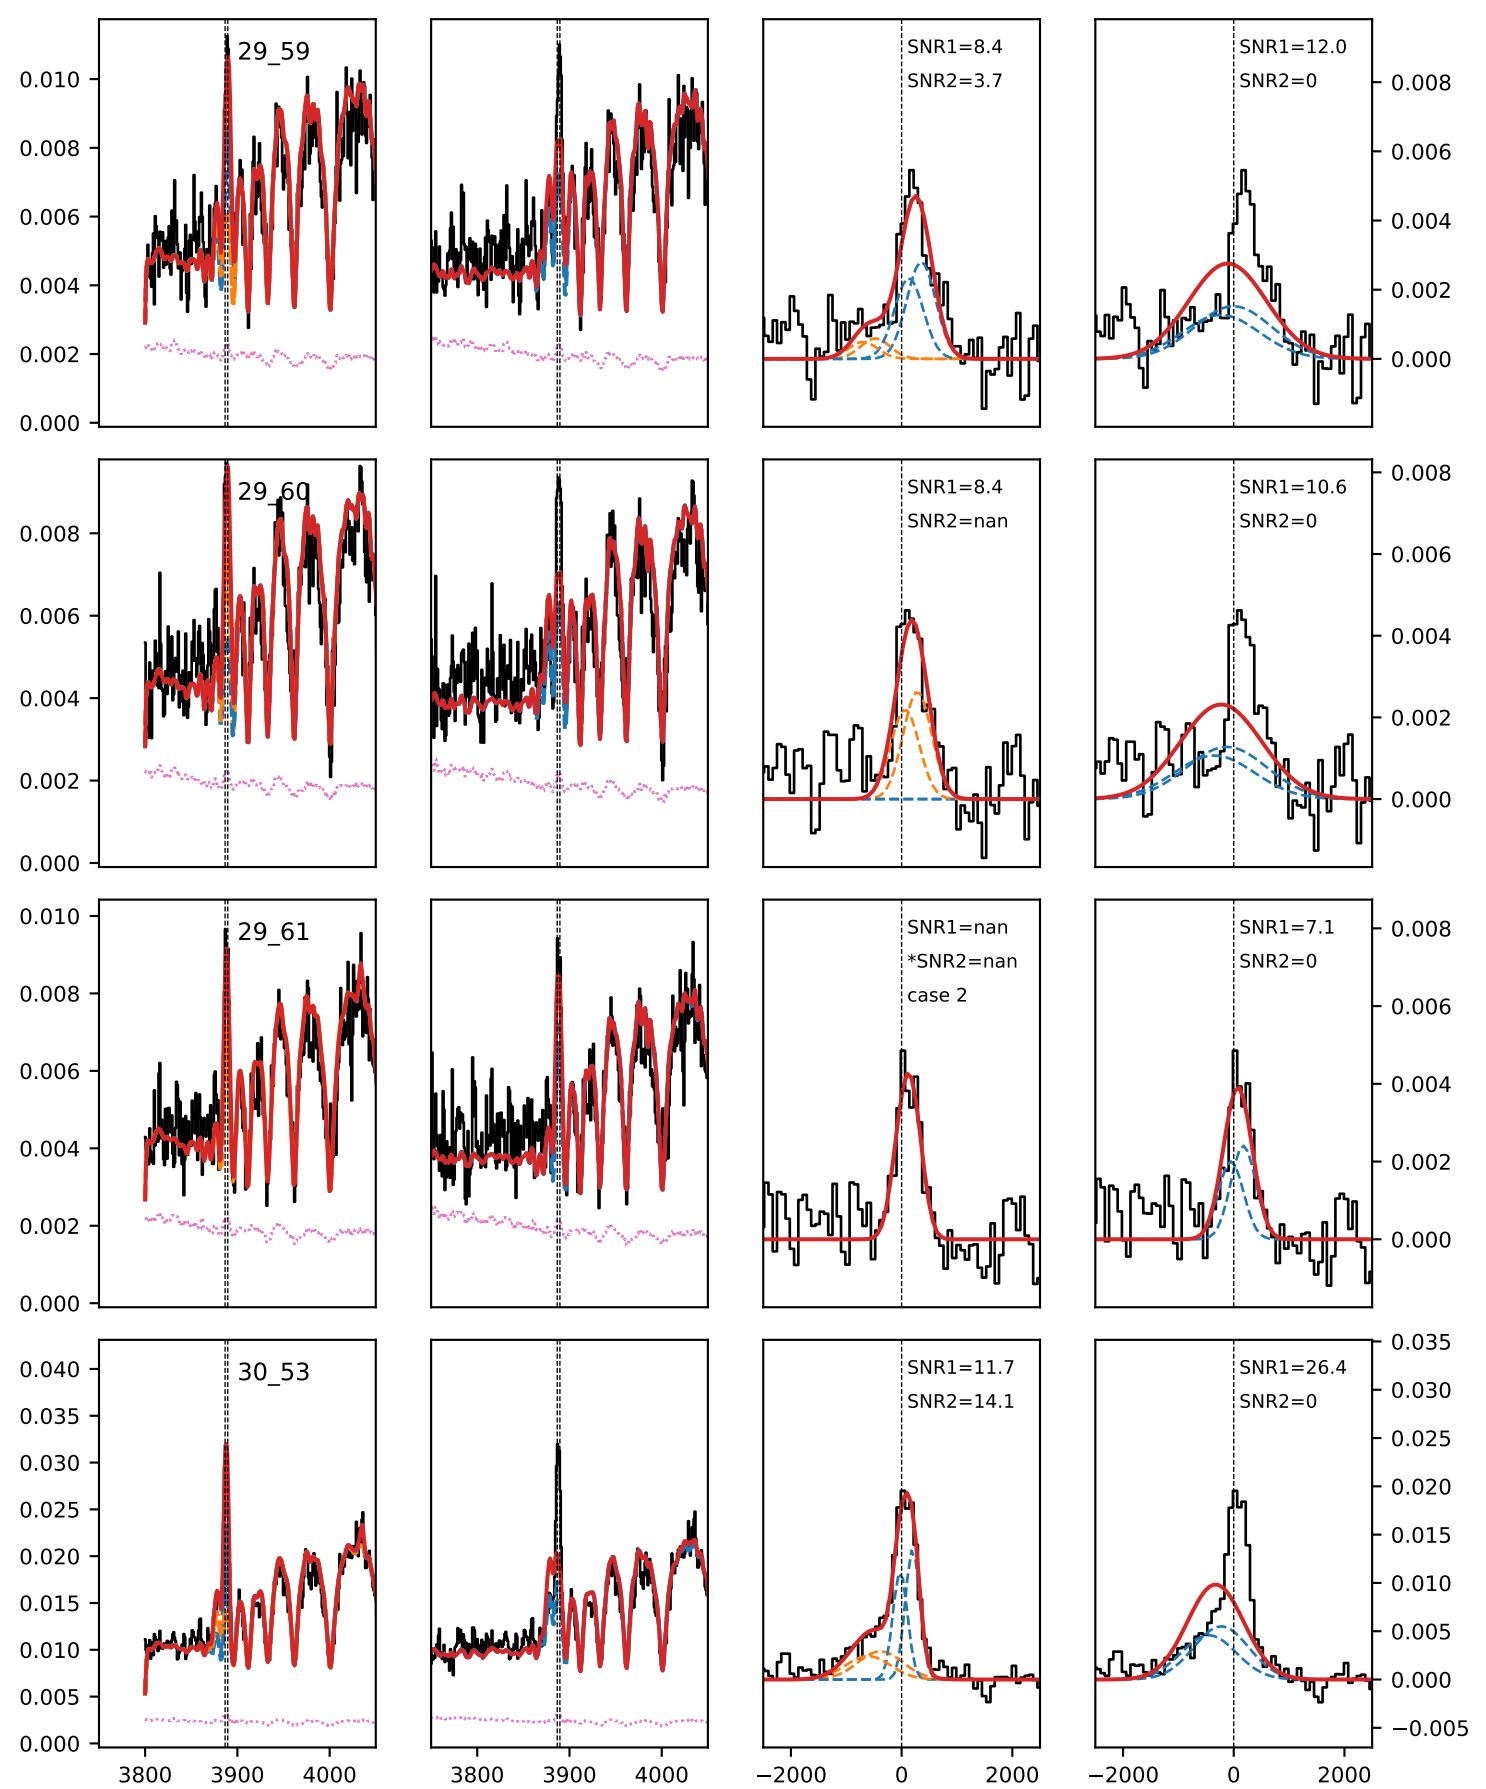 29_59
SNR1=8.4
SNR2=3.7
SNR1=12.0
SNR2=0
0.010
0.008
0.006
0.004
0.002
0.000
0.008
0.006
0.004
0.002
0.000
29_60
SNR1=8.4
SNR2=nan
SNR1=10.6
SNR2=0
0.008
0.006
0.004
0.002
0.000
0.008
0.006
0.004
0.002
0.000
29_61
SNR1=nan
*SNR2=nan
case 2
SNR1=7.1
SNR2=0
0.010
0.008
0.006
0.004
0.002
0.000
0.008
0.006
0.004
0.002
0.000
30_53
SNR1=11.7
SNR2=14.1
SNR1=26.4
SNR2=0
0.040
0.035
0.030
0.025
0.020
0.015
0.010
0.005
0.000
0.035
0.030
0.025
0.020
0.015
0.010
0.005
0.000
−0.005
3800 3900 4000
3800 3900 4000
−2000 0 2000
−2000 0 2000